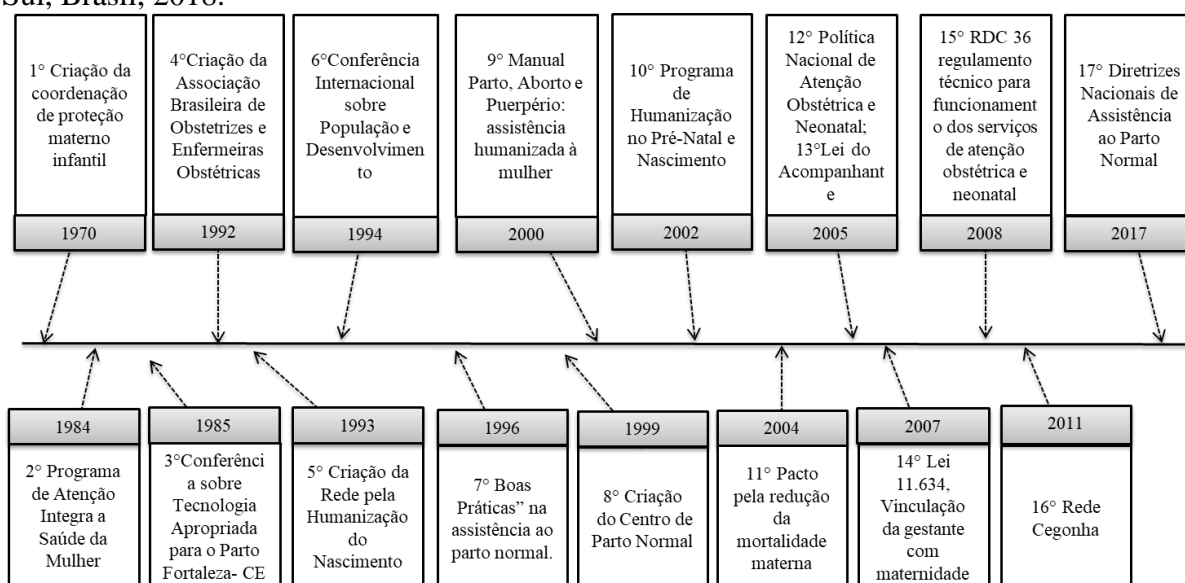 Sul, Brasil, 2018.
1° Criação da
coordenação
de proteção
materno
infantil
1970
4°Criação da
Associação
Brasileira de
Obstetrizes e
Enfermeiras
Obstétricas
1992
6°Conferência
Internacional
sobre
População e
Desenvolvimen
to
1994
9° Manual
Parto, Aborto e
Puerpério:
assistência
humanizada à
mulher
2000
10° Programa
de
Humanização
no Pré-Natal e
Nascimento
2002
12° Política
Nacional de
Atenção
Obstétrica e
Neonatal;
13°Lei do
Acompanhant
e
2005
15° RDC 36
regulamento
técnico para
funcionament
o dos serviços
de atenção
obstétrica e
neonatal
2008
17° Diretrizes
Nacionais de
Assistência
ao Parto
Normal
2017
1984
2° Programa
de Atenção
Integra a
Saúde da
Mulher
1985
3°Conferênci
a sobre
Tecnologia
Apropriada
para o Parto
Fortaleza- CE
1993
5° Criação da
Rede pela
Humanização
do
Nascimento
1996
7° Boas
Práticas” na
assistência ao
parto normal.
1999
8° Criação
do Centro de
Parto Normal
2004
11° Pacto
pela redução
da
mortalidade
materna
2007
14° Lei
11.634,
Vinculação
da gestante
com
maternidade
2011
16° Rede
Cegonha